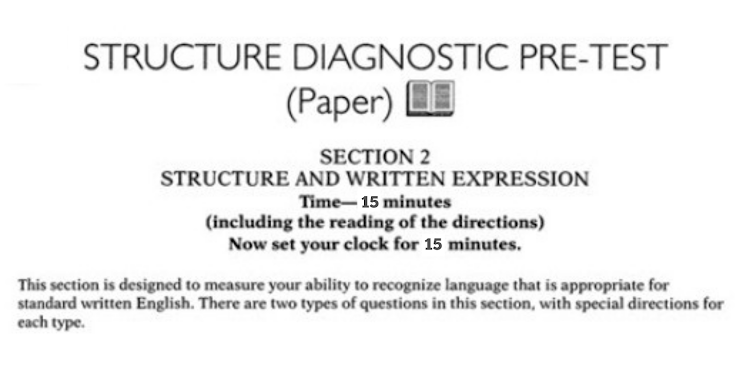 STRUCTURE DIAGNOSTIC PRE-TEST
(Paper)
SECTION 2
STRUCTURE AND WRITTEN EXPRESSION
Time—15 minutes
(including the reading of the directions)
Now set your clock for 15 minutes.
This section is designed to measure your ability to recognize language that is appropriate for
standard written English. There are two types of questions in this section, with special directions for
each type.